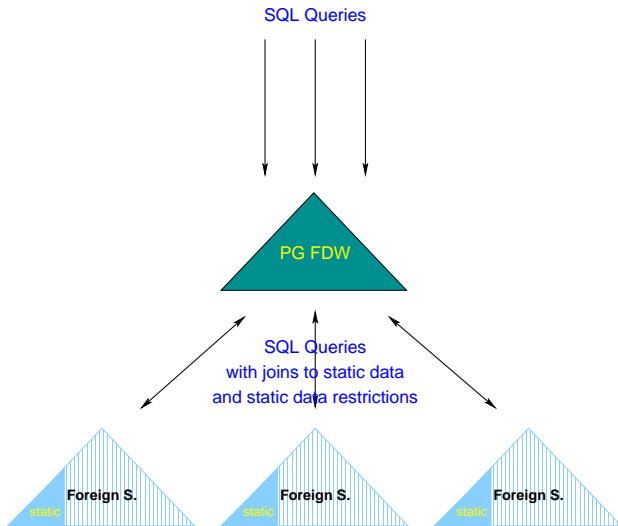 SQL Queries
PG FDW
SQL Queries
with joins to static data
and static data restrictions
Foreign S.
static
Foreign S.
static
Foreign S.
static